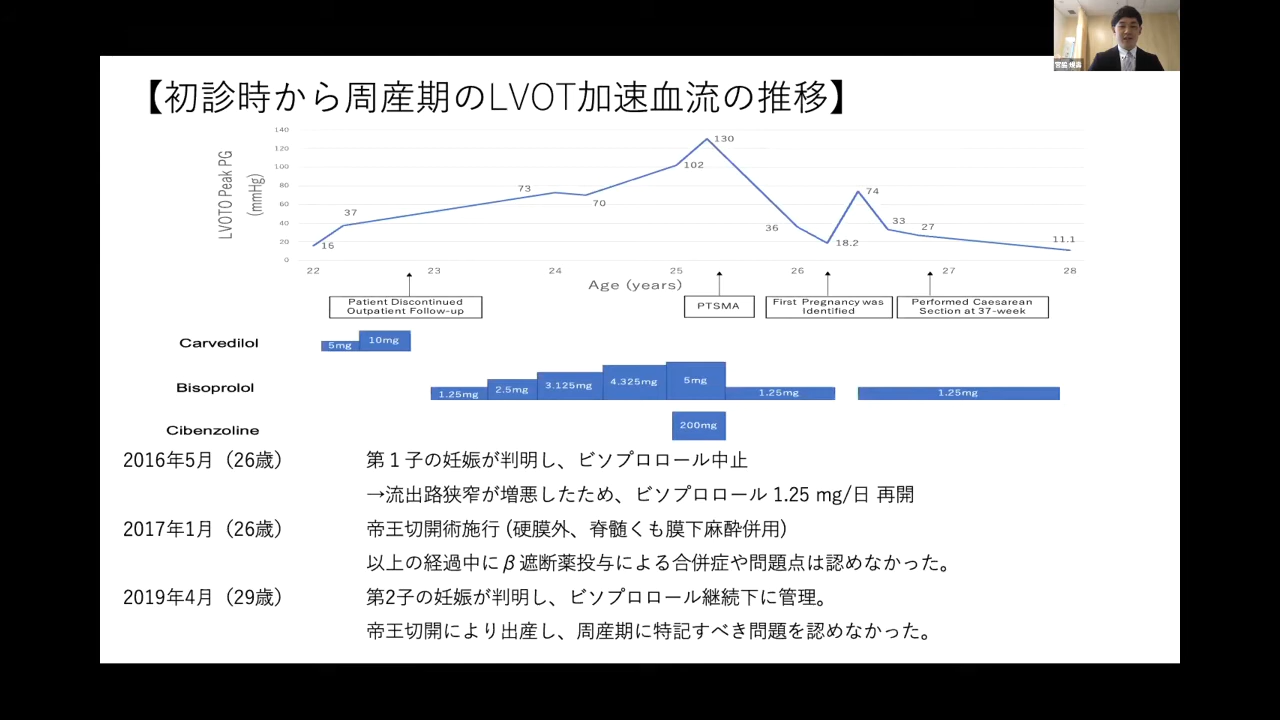 【初診時から周産期のLVOT加速血流の推移】
LVOTO Peak PG
(mmHg)
140
120
100
80
60
40
20
0
16
37
73
70
102
130
36
18.2
74
33
27
11.1
22
23
24
25
26
27
28
Age (years)
Patient Discontinued
Outpatient Follow-up
PTSMA
First Pregnancy was
Identified
Performed Caesarean
Section at 37-week
Carvedilol
5mg
10mg
Bisoprolol
1.25mg
2.5mg
3.125mg
4.325mg
5mg
1.25mg
1.25mg
Cibenzoline
200mg
2016年5月（26歳） 第１子の妊娠が判明し、ビソプロロール中止
→流出路狭窄が増悪したため、ビソプロロール 1.25 mg/日 再開
2017年1月（26歳） 帝王切開術施行 (硬膜外、脊髄くも膜下麻酔併用)
以上の経過中にβ遮断薬投与による合併症や問題点は認めなかった。
2019年4月（29歳） 第2子の妊娠が判明し、ビソプロロール継続下に管理。
帝王切開により出産し、周産期に特記すべき問題を認めなかった。